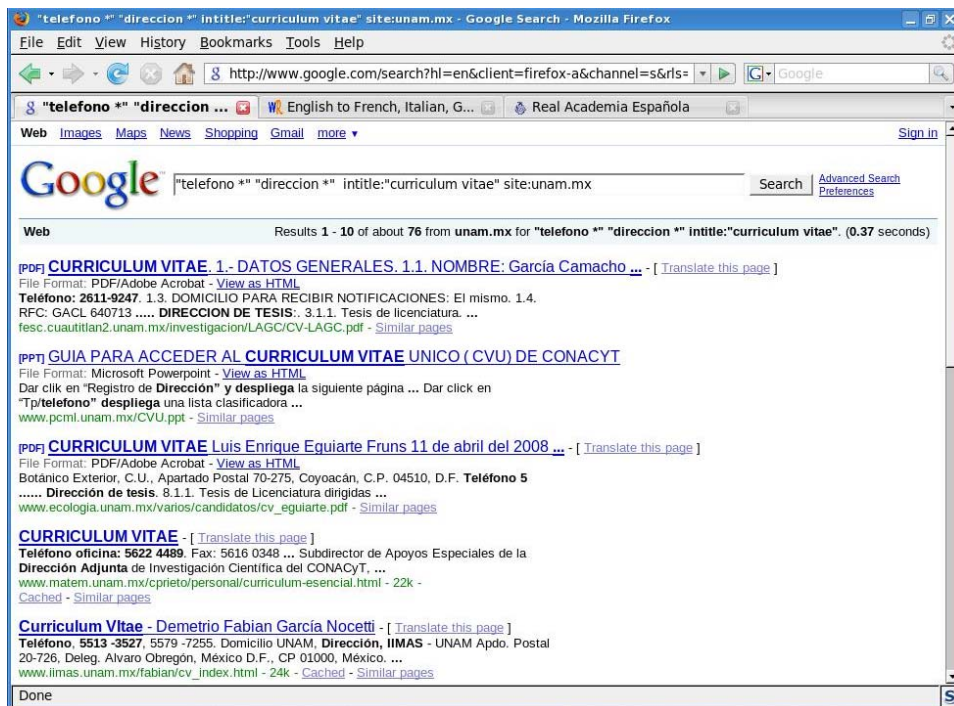 "telefono *" "direccion *" intitle:"curriculum vitae" site:unam.mx - Google Search - Mozilla Firefox
File Edit View History Bookmarks Tools Help
http://www.google.com/search?hl=en&client=firefox-a&channel=s&rls= Google
"telefono *" "direccion ... English to French, Italian, G... Real Academia Española
Web Images Maps News Shopping Gmail more Sign in
Google "telefono *" "direccion *" intitle:"curriculum vitae" site:unam.mx Search Advanced Search
Preferences
Web Results 1 - 10 of about 76 from unam.mx for "telefono *" "direccion *" intitle:"curriculum vitae". (0.37 seconds)
[PDF] CURRICULUM VITAE. 1.- DATOS GENERALES. 1.1. NOMBRE: García Camacho ... - [ Translate this page ]
File Format: PDF/Adobe Acrobat - View as HTML
Teléfono: 2611-9247. 1.3. DOMICILIO PARA RECIBIR NOTIFICACIONES: El mismo. 1.4.
RFC: GACL 640713 ..... DIRECCION DE TESIS:. 3.1.1. Tesis de licenciatura. ...
fesc.cuautitlan2.unam.mx/investigacion/LAGC/CV-LAGC.pdf - Similar pages
[PPT] GUIA PARA ACCEDER AL CURRICULUM VITAE UNICO ( CVU) DE CONACYT
File Format: Microsoft Powerpoint - View as HTML
Dar clik en "Registro de Dirección" y despliega la siguiente página ... Dar click en
"Tp/telefono" despliega una lista clasificadora ...
www.pcml.unam.mx/CVU.ppt - Similar pages
[PDF] CURRICULUM VITAE Luis Enrique Eguiarte Fruns 11 de abril del 2008 ... - [ Translate this page ]
File Format: PDF/Adobe Acrobat - View as HTML
Botánico Exterior, C.U., Apartado Postal 70-275, Coyoacán, C.P. 04510, D.F. Teléfono 5
...... Dirección de tesis. 8.1.1. Tesis de Licenciatura dirigidas ...
www.ecologia.unam.mx/varios/candidatos/cv_eguiarte.pdf - Similar pages
CURRICULUM VITAE - [ Translate this page ]
Teléfono oficina: 5622 4489. Fax: 5616 0348 ... Subdirector de Apoyos Especiales de la
Dirección Adjunta de Investigación Científica del CONACyT, ...
www.matem.unam.mx/cprieto/personal/curriculum-esencial.html - 22k -
Cached - Similar pages
Curriculum VItae - Demetrio Fabian García Nocetti - [ Translate this page ]
Teléfono, 5513 -3527, 5579 -7255. Domicilio UNAM, Dirección, IIMAS - UNAM Apdo. Postal
20-726, Deleg. Alvaro Obregón, México D.F., CP 01000, México. ...
www.iimas.unam.mx/fabian/cv_index.html - 24k - Cached - Similar pages
Done